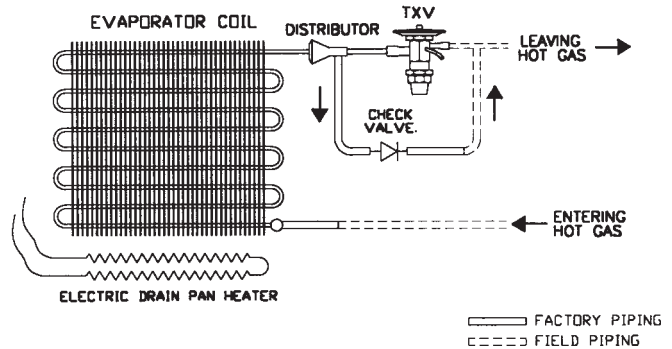 EVAPORATOR COIL
DISTRIBUTOR
TXV
LEAVING
HOT GAS
CHECK
VALVE.
ENTERING
HOT GAS
ELECTRIC DRAIN PAN HEATER
FACTORY PIPING
FIELD PIPING